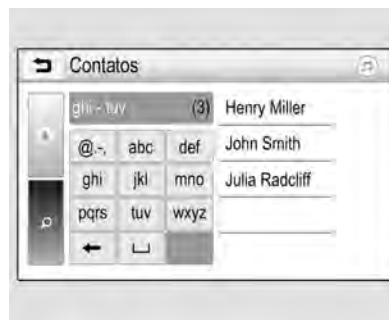 Contatos
ghi - tuv (3)
@.-, abc def
ghi jkl mno
pqrs tuv wxyz
Henry Miller
John Smith
Julia Radcliff